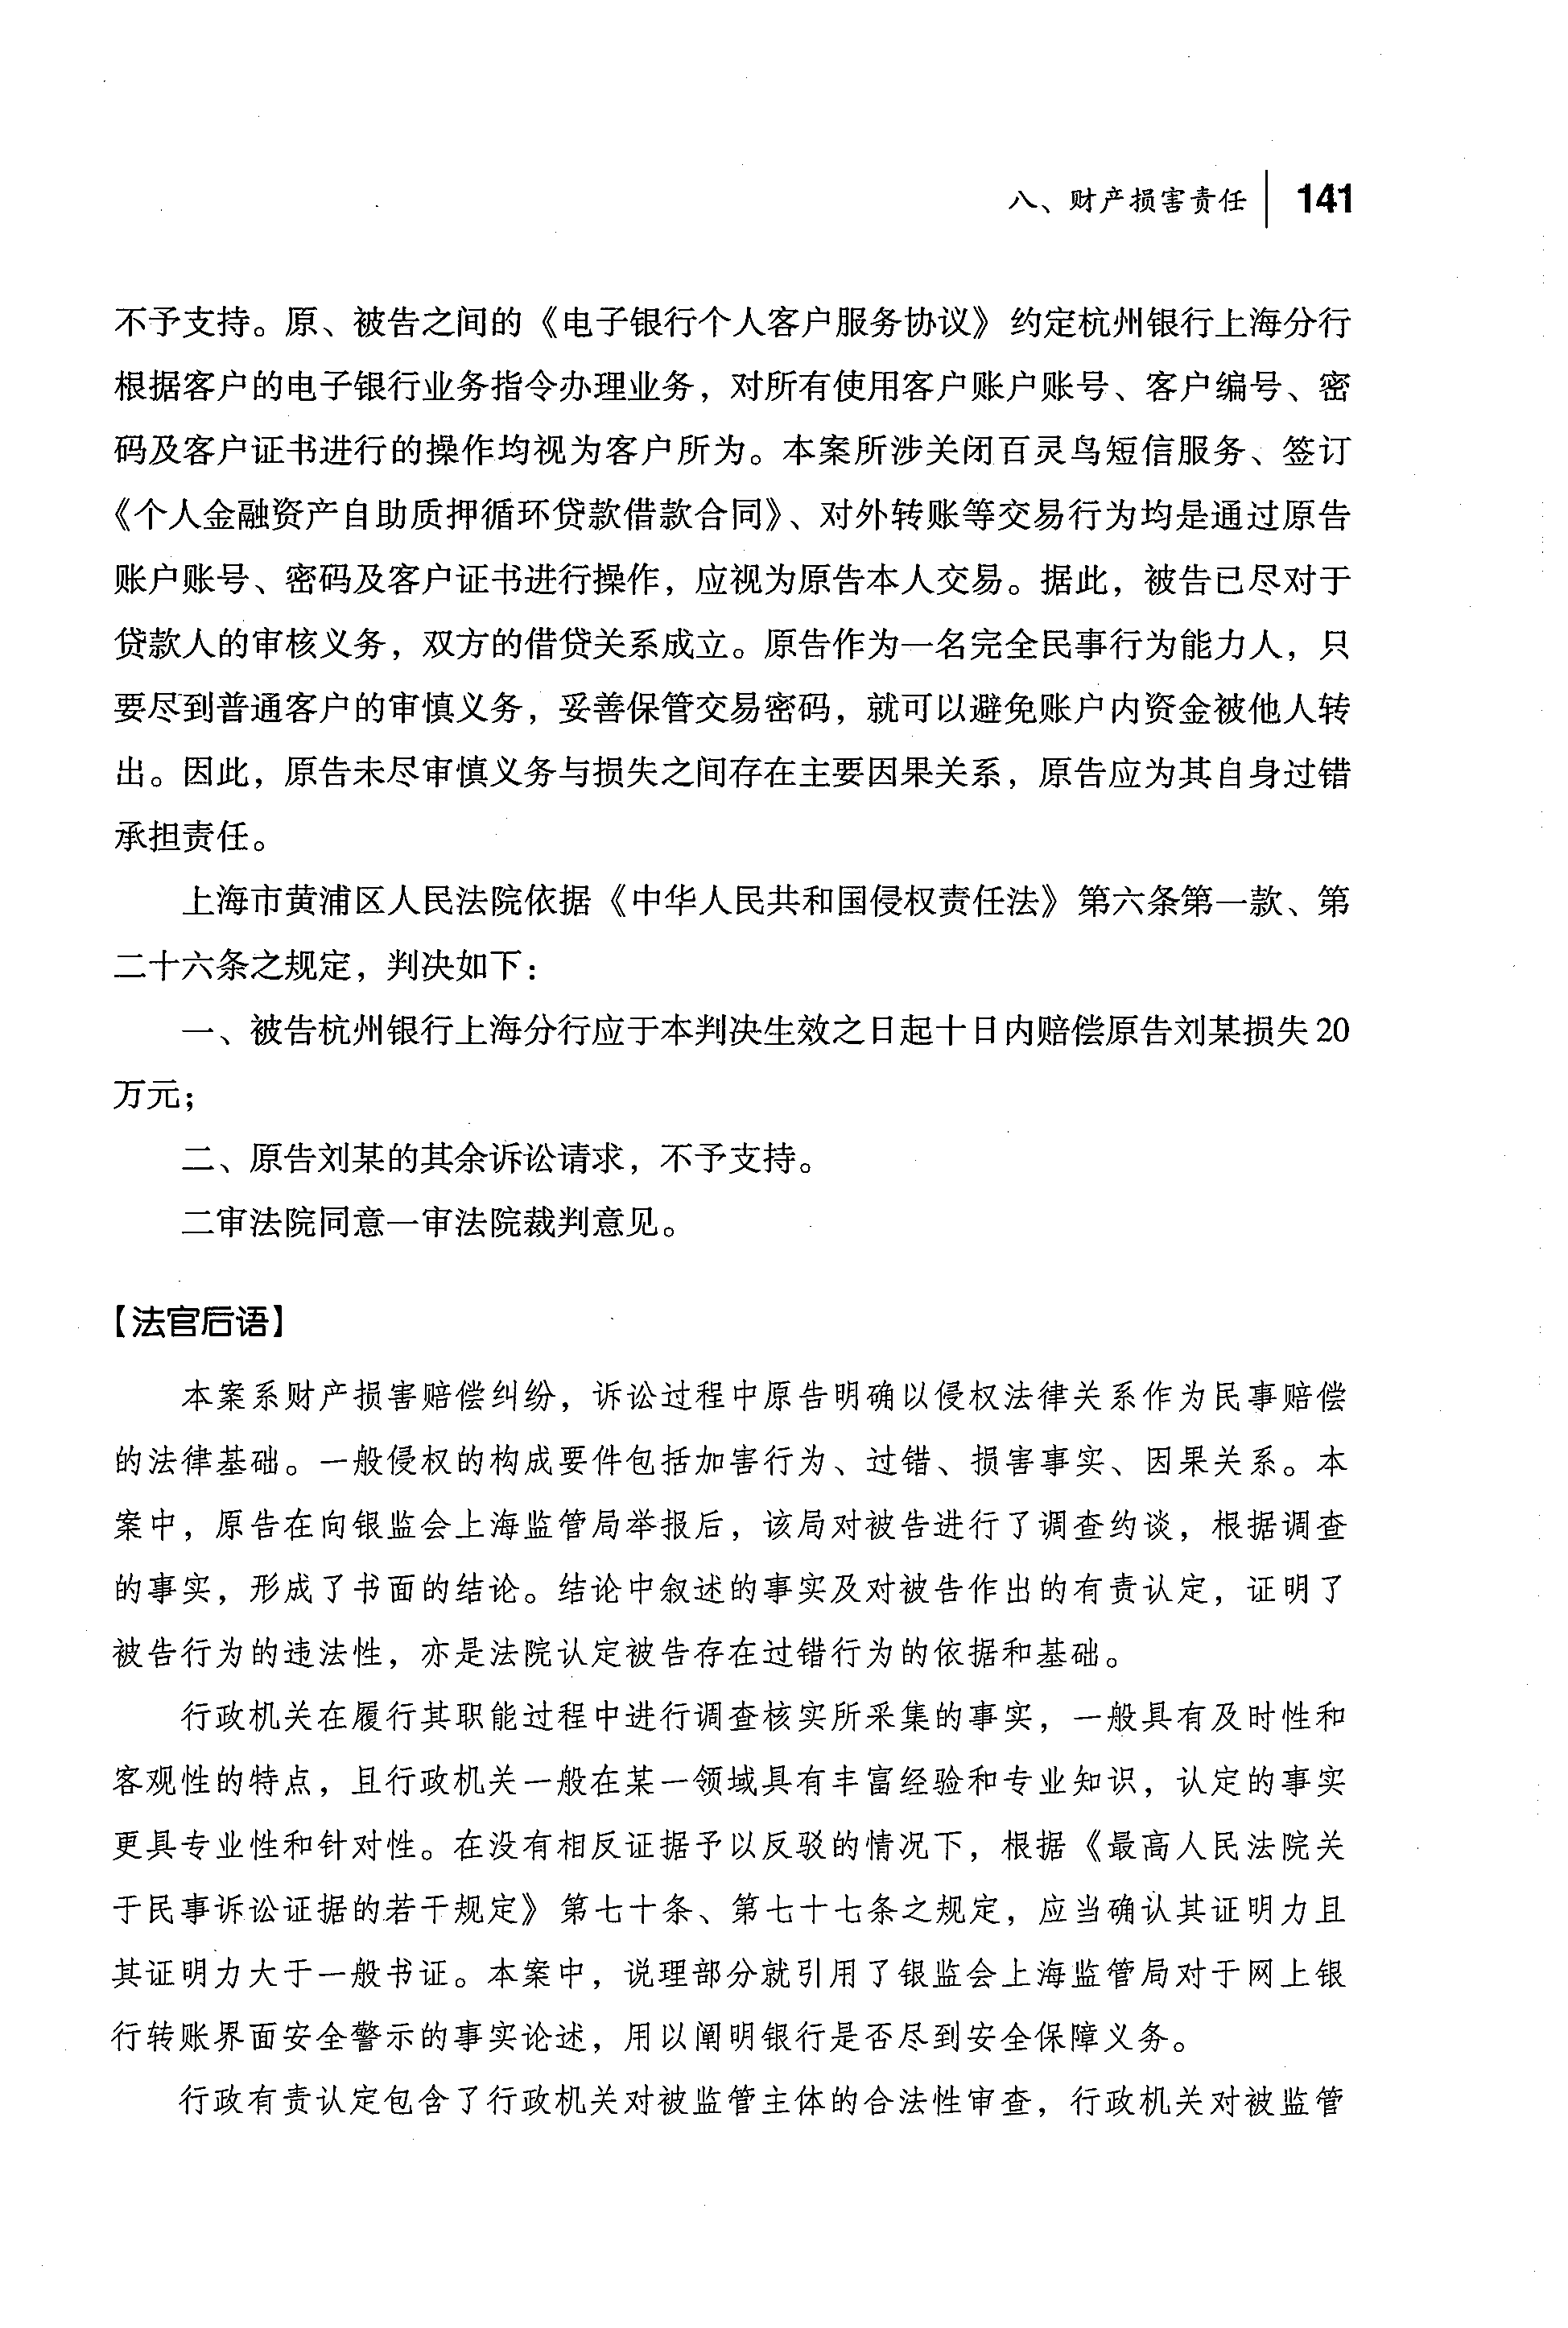 八、财产损害责任 141
不予支持。原、被告之间的《电子银行个人客户服务协议》约定杭州银行上海分行
根据客户的电子银行业务指令办理业务，对所有使用客户账户账号、客户编号、密
码及客户证书进行的操作均视为客户所为。本案所涉关闭百灵鸟短信服务、签订
《个人金融资产自助质押循环贷款借款合同》、对外转账等交易行为均是通过原告
账户账号、密码及客户证书进行操作，应视为原告本人交易。据此，被告已尽对于
贷款人的审核义务，双方的借贷关系成立。原告作为一名完全民事行为能力人，只
要尽到普通客户的审慎义务，妥善保管交易密码，就可以避免账户内资金被他人转
出。因此，原告未尽审慎义务与损失之间存在主要因果关系，原告应为其自身过错
承担责任。
上海市黄浦区人民法院依据《中华人民共和国侵权责任法》第六条第一款、第
二十六条之规定，判决如下：
一、被告杭州银行上海分行应于本判决生效之日起十日内赔偿原告刘某损失20
万元；
二、原告刘某的其余诉讼请求，不予支持。
二审法院同意一审法院裁判意见。
【法官后语】
本案系财产损害赔偿纠纷，诉讼过程中原告明确以侵权法律关系作为民事赔偿
的法律基础。一般侵权的构成要件包括加害行为、过错、损害事实、因果关系。本
案中，原告在向银监会上海监管局举报后，该局对被告进行了调查约谈，根据调查
的事实，形成了书面的结论。结论中叙述的事实及对被告作出的有责认定，证明了
被告行为的违法性，亦是法院认定被告存在过错行为的依据和基础。
行政机关在履行其职能过程中进行调查核实所采集的事实，一般具有及时性和
客观性的特点，且行政机关一般在某一领域具有丰富经验和专业知识，认定的事实
更具专业性和针对性。在没有相反证据予以反驳的情况下，根据《最高人民法院关
于民事诉讼证据的若干规定》第七十条、第七十七条之规定，应当确认其证明力且
其证明力大于一般书证。本案中，说理部分就引用了银监会上海监管局对于网上银
行转账界面安全警示的事实论述，用以阐明银行是否尽到安全保障义务。
行政有责认定包含了行政机关对被监管主体的合法性审查，行政机关对被监管